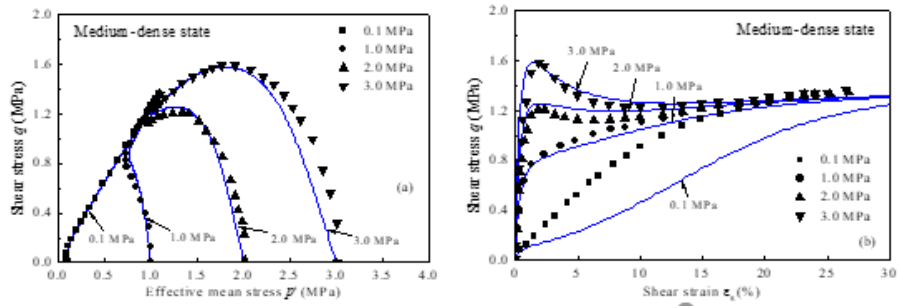 Medium-dense state
0.1 MPa
1.0 MPa
2.0 MPa
3.0 MPa
Shear stress q (MPa)
2.0
1.6
1.2
0.8
0.4
0.0
(a)
0.1 MPa
1.0 MPa
2.0 MPa
3.0 MPa
0.0 0.5 1.0 1.5 2.0 2.5 3.0 3.5 4.0
Effective mean stress p' (MPa)
Medium-dense state
3.0 MPa
2.0 MPa
1.0 MPa
Shear stress q (MPa)
2.0
1.6
1.2
0.8
0.4
0.0
0.1 MPa
1.0 MPa
2.0 MPa
3.0 MPa
0.1 MPa
(b)
0 5 10 15 20 25 30
Shear strain εs (%)